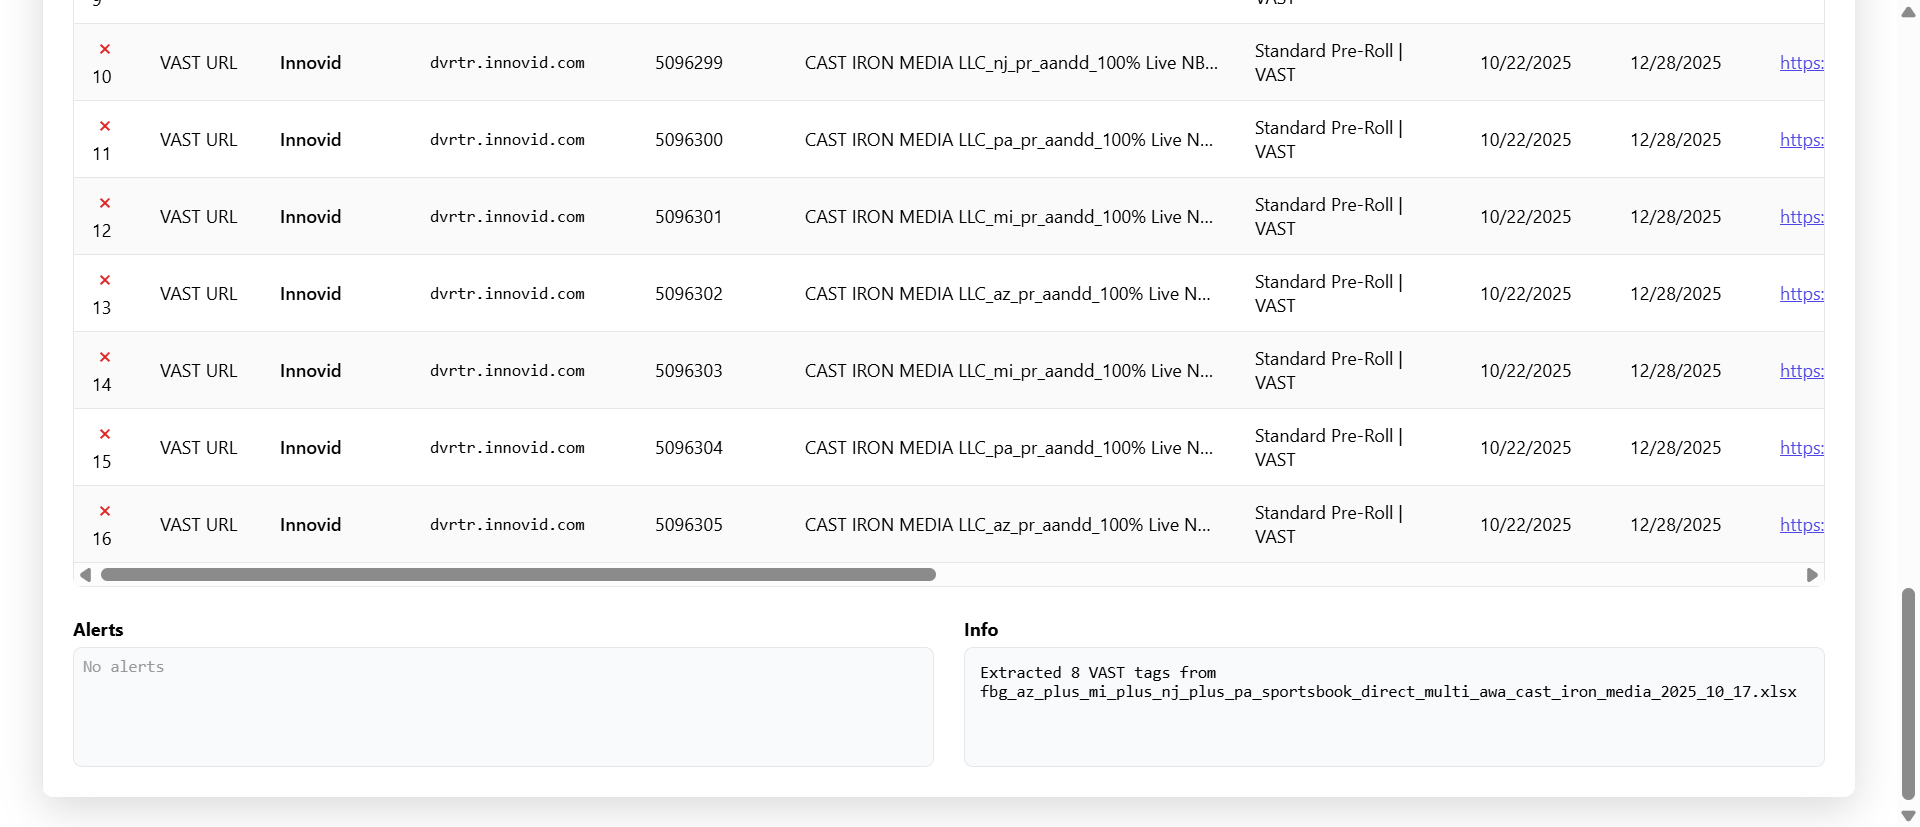 9
VAST
×
10
VAST URL
Innovid
dvrtr.innovid.com
5096299
CAST IRON MEDIA LLC_nj_pr_aandd_100% Live NB...
Standard Pre-Roll |
VAST
10/22/2025
12/28/2025
https:
×
11
VAST URL
Innovid
dvrtr.innovid.com
5096300
CAST IRON MEDIA LLC_pa_pr_aandd_100% Live N...
Standard Pre-Roll |
VAST
10/22/2025
12/28/2025
https:
×
12
VAST URL
Innovid
dvrtr.innovid.com
5096301
CAST IRON MEDIA LLC_mi_pr_aandd_100% Live N...
Standard Pre-Roll |
VAST
10/22/2025
12/28/2025
https:
×
13
VAST URL
Innovid
dvrtr.innovid.com
5096302
CAST IRON MEDIA LLC_az_pr_aandd_100% Live N...
Standard Pre-Roll |
VAST
10/22/2025
12/28/2025
https:
×
14
VAST URL
Innovid
dvrtr.innovid.com
5096303
CAST IRON MEDIA LLC_mi_pr_aandd_100% Live N...
Standard Pre-Roll |
VAST
10/22/2025
12/28/2025
https:
×
15
VAST URL
Innovid
dvrtr.innovid.com
5096304
CAST IRON MEDIA LLC_pa_pr_aandd_100% Live N...
Standard Pre-Roll |
VAST
10/22/2025
12/28/2025
https:
×
16
VAST URL
Innovid
dvrtr.innovid.com
5096305
CAST IRON MEDIA LLC_az_pr_aandd_100% Live N...
Standard Pre-Roll |
VAST
10/22/2025
12/28/2025
https:
Alerts
No alerts
Info
Extracted 8 VAST tags from
fbg_az_plus_mi_plus_nj_plus_pa_sportsbook_direct_multi_awa_cast_iron_media_2025_10_17.xlsx